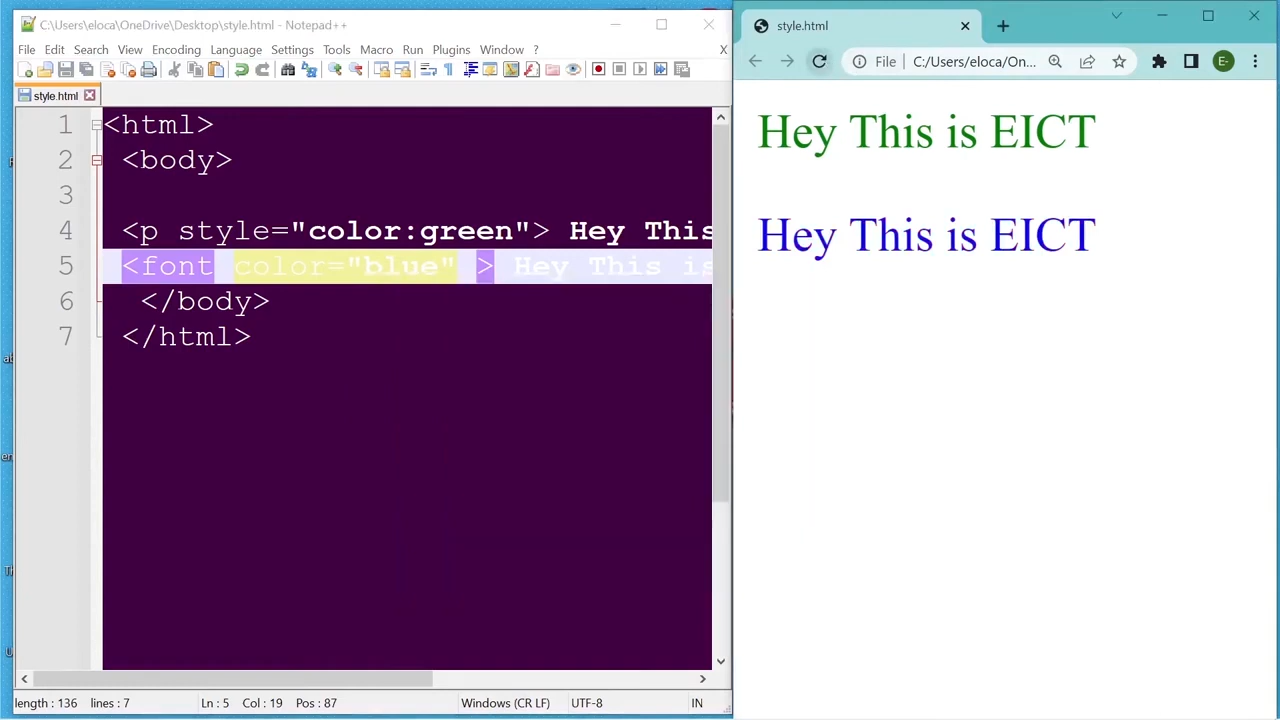 C:\Users\eloca\OneDrive\Desktop\style.html - Notepad++
File Edit Search View Encoding Language Settings Tools Macro Run Plugins Window ? X
style.html
1 <html>
2 <body>
3
4 <p style="color:green"> Hey This
5 <font color="blue" > Hey This is
6 </body>
7 </html>
length : 136 lines : 7 Ln : 5 Col : 19 Pos : 87 Windows (CR LF) UTF-8 IN
style.html
File C:/Users/eloca/On... E-
Hey This is EICT
Hey This is EICT